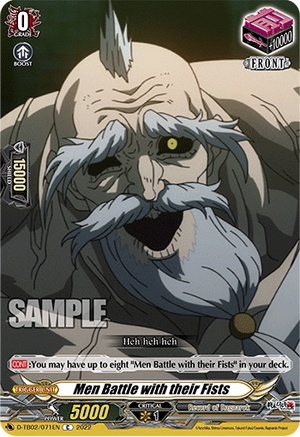 0
GRADE
BOOST
+10000
FRONT
15000
SHIELD
SAMPLE
Heh heh heh
CONT:You may have up to eight "Men Battle with their Fists" in your deck.
TRIGGER UNIT
Men Battle with their Fists
POWER 5000
CRITICAL 1
Record of Ragnarok
D-TB02/071EN C 2022